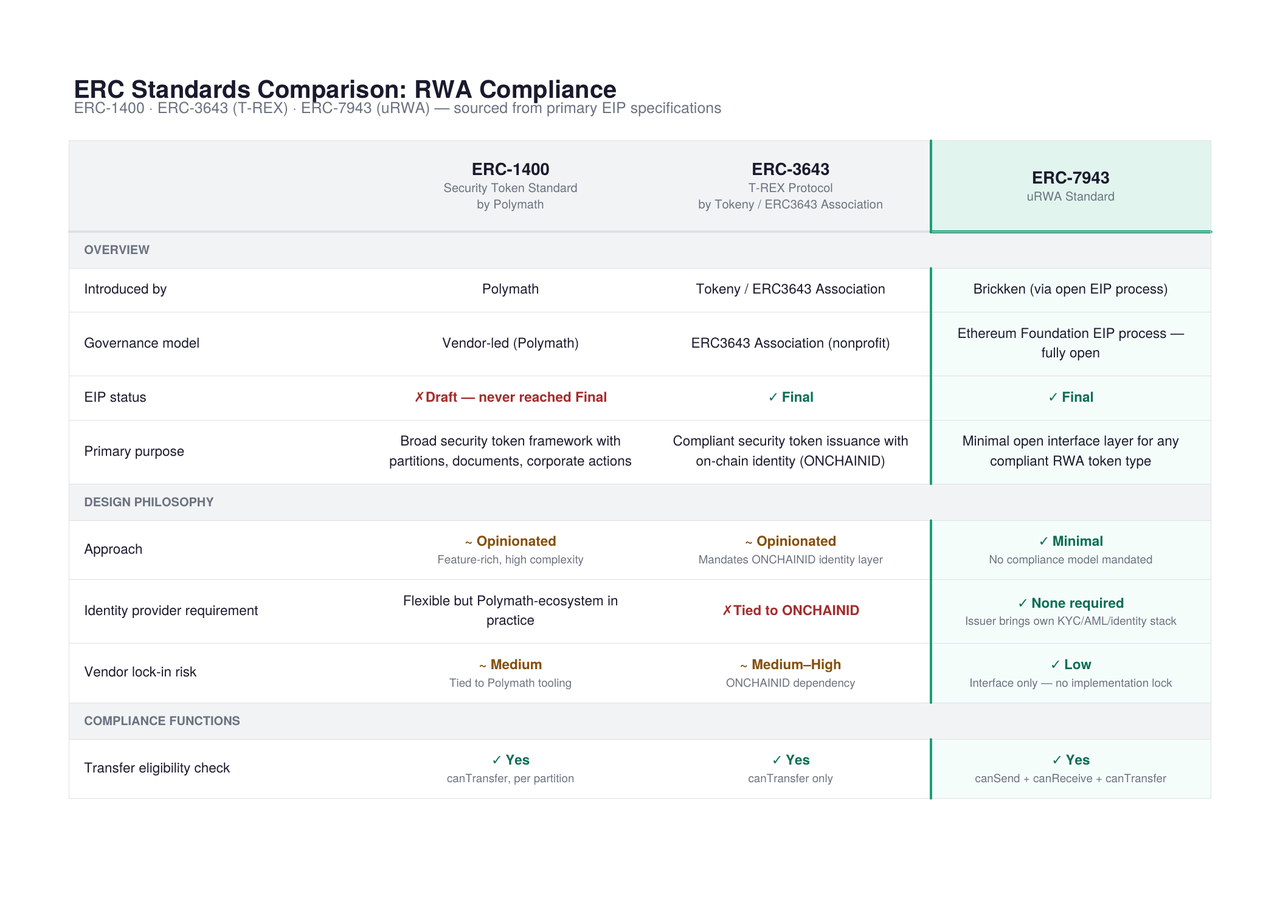 ERC Standards Comparison: RWA Compliance
ERC-1400 · ERC-3643 (T-REX) · ERC-7943 (uRWA) — sourced from primary EIP specifications
ERC-1400
Security Token Standard
by Polymath
ERC-3643
T-REX Protocol
by Tokeny / ERC3643 Association
ERC-7943
uRWA Standard
OVERVIEW
Introduced by
Polymath
Tokeny / ERC3643 Association
Brickken (via open EIP process)
Governance model
Vendor-led (Polymath)
ERC3643 Association (nonprofit)
Ethereum Foundation EIP process —
fully open
EIP status
✗Draft — never reached Final
✓ Final
✓ Final
Primary purpose
Broad security token framework with
partitions, documents, corporate actions
Compliant security token issuance with
on-chain identity (ONCHAINID)
Minimal open interface layer for any
compliant RWA token type
DESIGN PHILOSOPHY
Approach
~ Opinionated
Feature-rich, high complexity
~ Opinionated
Mandates ONCHAINID identity layer
✓ Minimal
No compliance model mandated
Identity provider requirement
Flexible but Polymath-ecosystem in
practice
✗Tied to ONCHAINID
✓ None required
Issuer brings own KYC/AML/identity stack
Vendor lock-in risk
~ Medium
Tied to Polymath tooling
~ Medium–High
ONCHAINID dependency
✓ Low
Interface only — no implementation lock
COMPLIANCE FUNCTIONS
Transfer eligibility check
✓ Yes
canTransfer, per partition
✓ Yes
canTransfer only
✓ Yes
canSend + canReceive + canTransfer